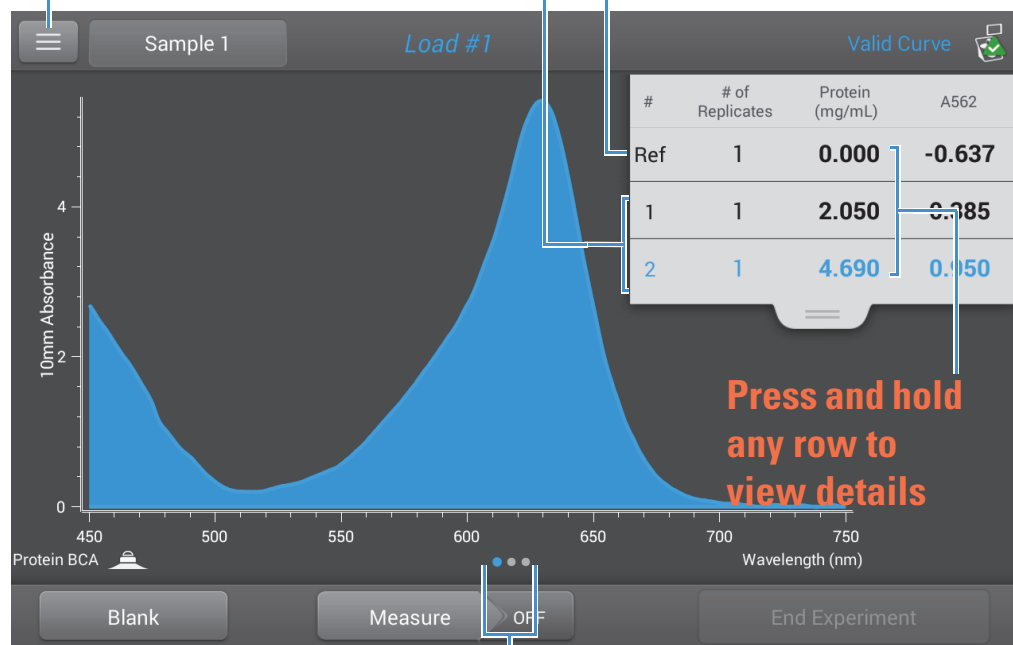 Sample 1
Load #1
Valid Curve
# # of Replicates Protein (mg/mL) A562
Ref 1 0.000 -0.637
1 1 2.050 0.385
2 1 4.690 0.950
10mm Absorbance
4
2
0
450 500 550 600 650 700 750
Wavelength (nm)
Protein BCA
Press and hold
any row to
view details
Blank
Measure
OFF
End Experiment